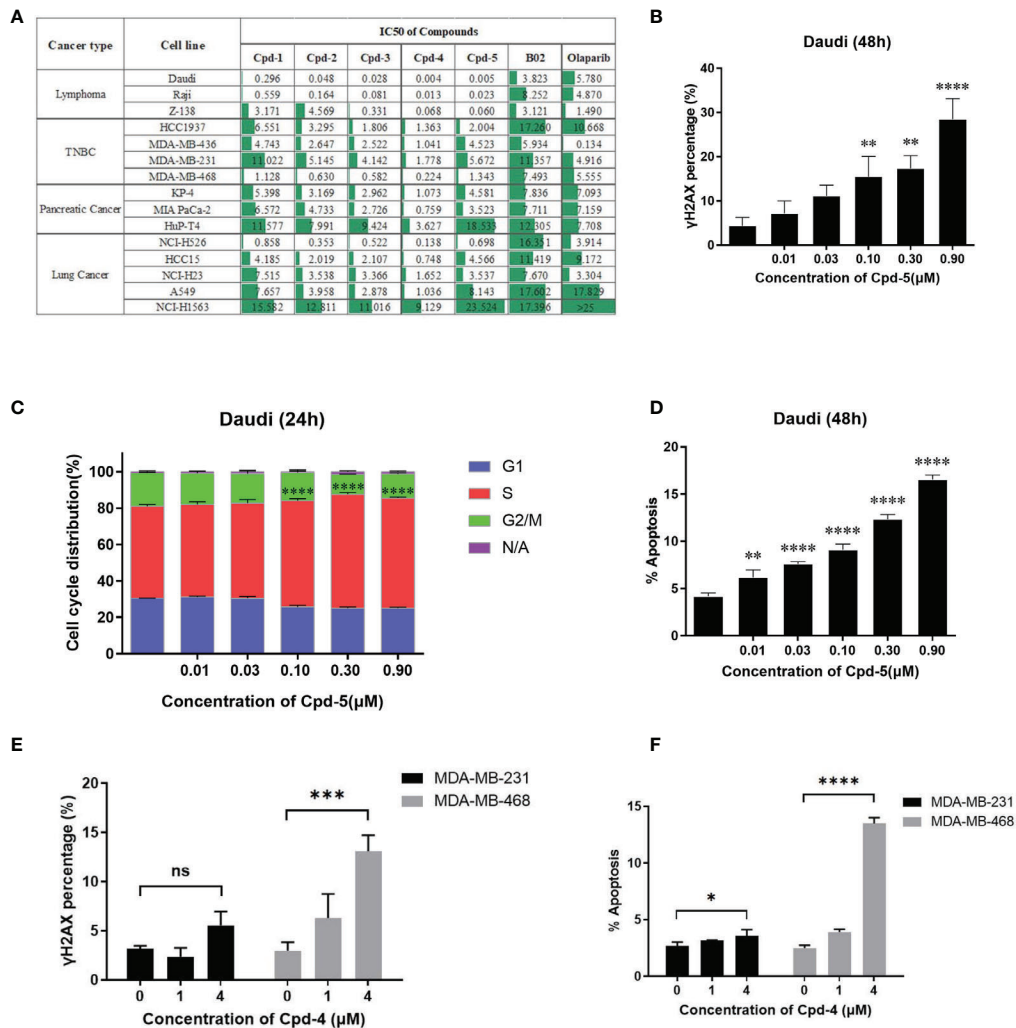 A
Cancer type Cell line IC50 of Compounds
Cpd-1 Cpd-2 Cpd-3 Cpd-4 Cpd-5 B02 Olaparib
Lymphoma
Daudi 0.296 0.048 0.028 0.004 0.005 3.823 5.780
Raji 0.559 0.164 0.081 0.013 0.023 8.252 4.870
Z-138 3.171 4.569 0.331 0.068 0.060 3.121 1.490
TNBC
HCC1937 6.551 3.295 1.806 1.363 2.004 17.260 10.668
MDA-MB-436 4.743 2.647 2.522 1.041 4.523 5.934 0.134
MDA-MB-231 11.022 5.145 4.142 1.778 5.672 11.357 4.916
MDA-MB-468 1.128 0.630 0.582 0.224 1.343 7.493 5.555
Pancreatic Cancer
KP-4 5.398 3.169 2.962 1.073 4.581 7.836 7.093
MIA PaCa-2 6.572 4.733 2.726 0.759 3.523 7.711 7.159
HuP-T4 11.577 7.991 9.424 3.627 18.533 12.305 7.708
Lung Cancer
NCI-H526 0.858 0.353 0.522 0.138 0.698 16.351 3.914
HCC15 4.185 2.019 2.107 0.748 4.566 11.419 9.172
NCI-H23 7.515 3.538 3.366 1.652 3.537 7.670 3.304
A549 7.657 3.958 2.878 1.036 8.143 17.602 17.829
NCI-H1563 15.582 12.811 11.016 9.129 23.524 17.396 >25
B
Daudi (48h)
γH2AX percentage (%)
40
30
20
10
0
** ** ****
0.01 0.03 0.10 0.30 0.90
Concentration of Cpd-5(μM)
C
Daudi (24h)
Cell cycle distribution(%)
100
80
60
40
20
0
**** **** ****
G1
S
G2/M
N/A
0.01 0.03 0.10 0.30 0.90
Concentration of Cpd-5(μM)
D
Daudi (48h)
% Apoptosis
20
15
10
5
0
** **** **** **** ****
0.01 0.03 0.10 0.30 0.90
Concentration of Cpd-5(μM)
E
γH2AX percentage (%)
20
15
10
5
0
ns
***
MDA-MB-231
MDA-MB-468
0 1 4 0 1 4
Concentration of Cpd-4 (μM)
F
% Apoptosis
15
10
5
0
*
****
MDA-MB-231
MDA-MB-468
0 1 4 0 1 4
Concentration of Cpd-4 (μM)